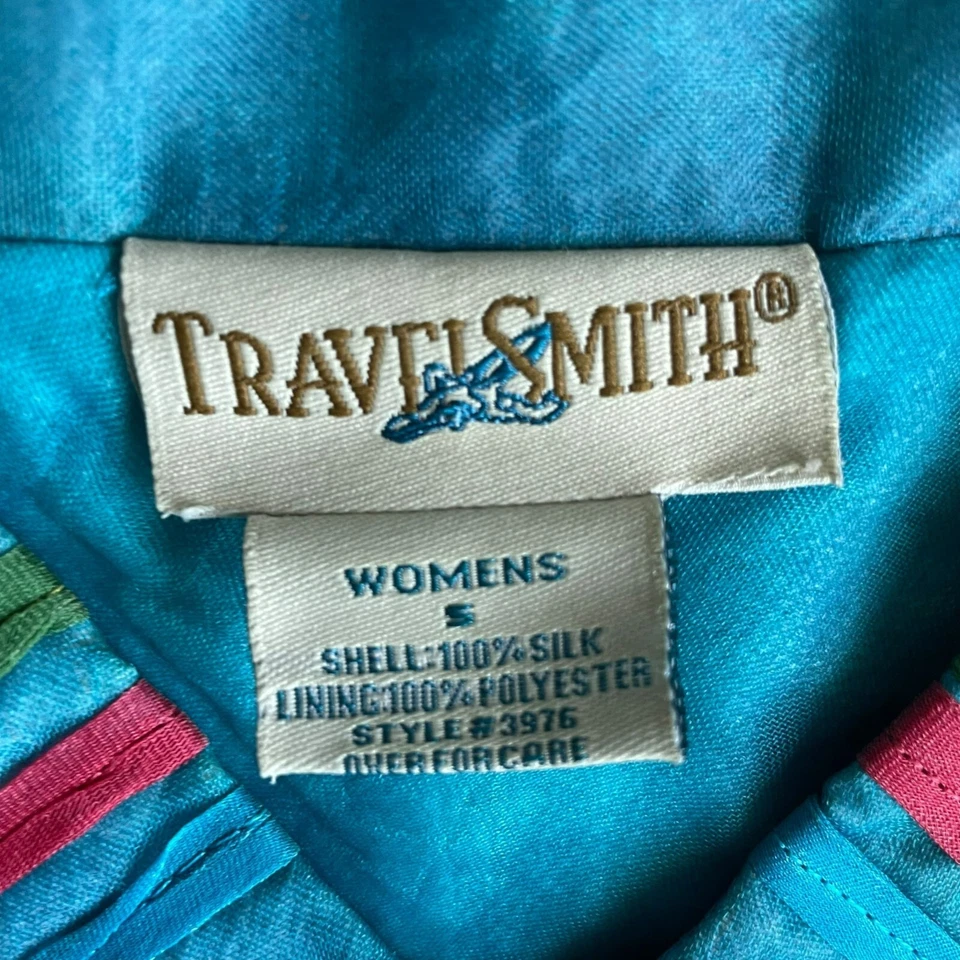 TRAVELSMITH®
WOMENS
S
SHELL:100%SILK
LINING:100%POLYESTER
STYLE#3976
OVER FOR CARE